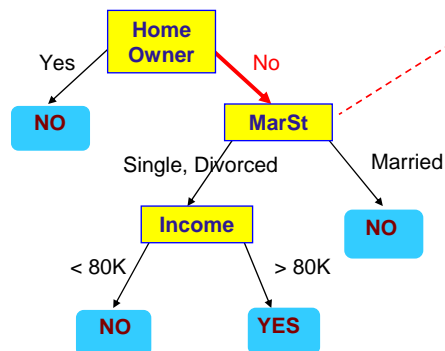 Home
Owner
Yes
No
NO
MarSt
Single, Divorced
Married
Income
NO
< 80K
> 80K
NO
YES